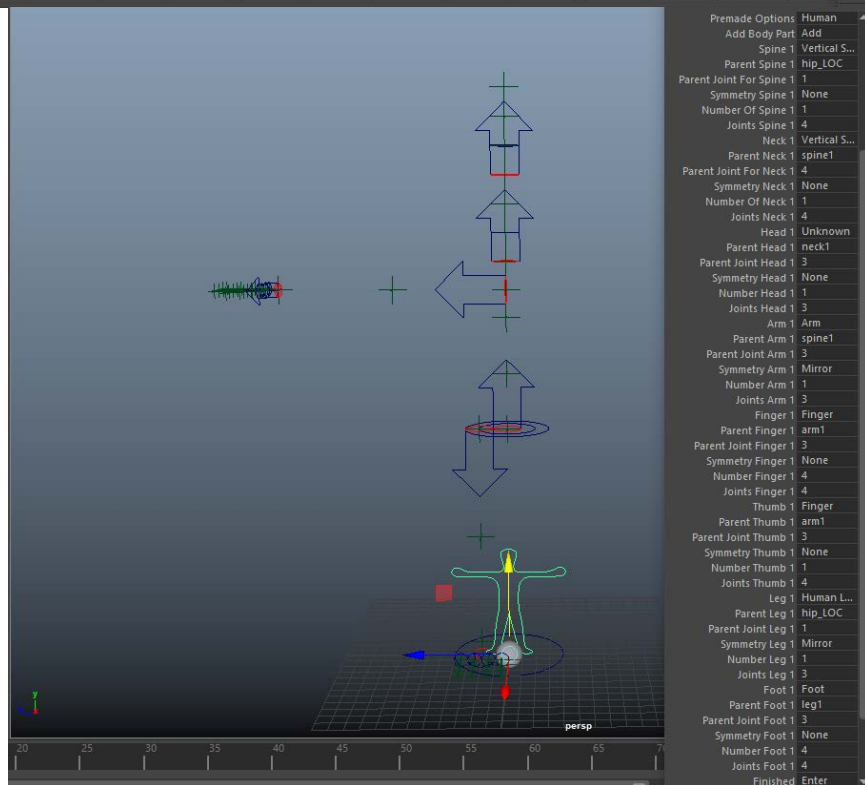 Premade Options Human
Add Body Part Add
Spine 1 Vertical S...
Parent Spine 1 hip_LOC
Parent Joint For Spine 1 1
Symmetry Spine 1 None
Number Of Spine 1 1
Joints Spine 1 4
Neck 1 Vertical S...
Parent Neck 1 spine1
Parent Joint For Neck 1 4
Symmetry Neck 1 None
Number Of Neck 1 1
Joints Neck 1 4
Head 1 Unknown
Parent Head 1 neck1
Parent Joint Head 1 3
Symmetry Head 1 None
Number Head 1 1
Joints Head 1 3
Arm 1 Arm
Parent Arm 1 spine1
Parent Joint Arm 1 3
Symmetry Arm 1 Mirror
Number Arm 1 1
Joints Arm 1 3
Finger 1 Finger
Parent Finger 1 arm1
Parent Joint Finger 1 3
Symmetry Finger 1 None
Number Finger 1 4
Joints Finger 1 4
Thumb 1 Finger
Parent Thumb 1 arm1
Parent Joint Thumb 1 3
Symmetry Thumb 1 None
Number Thumb 1 1
Joints Thumb 1 4
Leg 1 Human L...
Parent Leg 1 hip_LOC
Parent Joint Leg 1 1
Symmetry Leg 1 Mirror
Number Leg 1 1
Joints Leg 1 3
Foot 1 Foot
Parent Foot 1 leg1
Parent Joint Foot 1 3
Symmetry Foot 1 None
Number Foot 1 4
Joints Foot 1 4
Finished Enter
y
persp
20 25 30 35 40 45 50 55 60 65